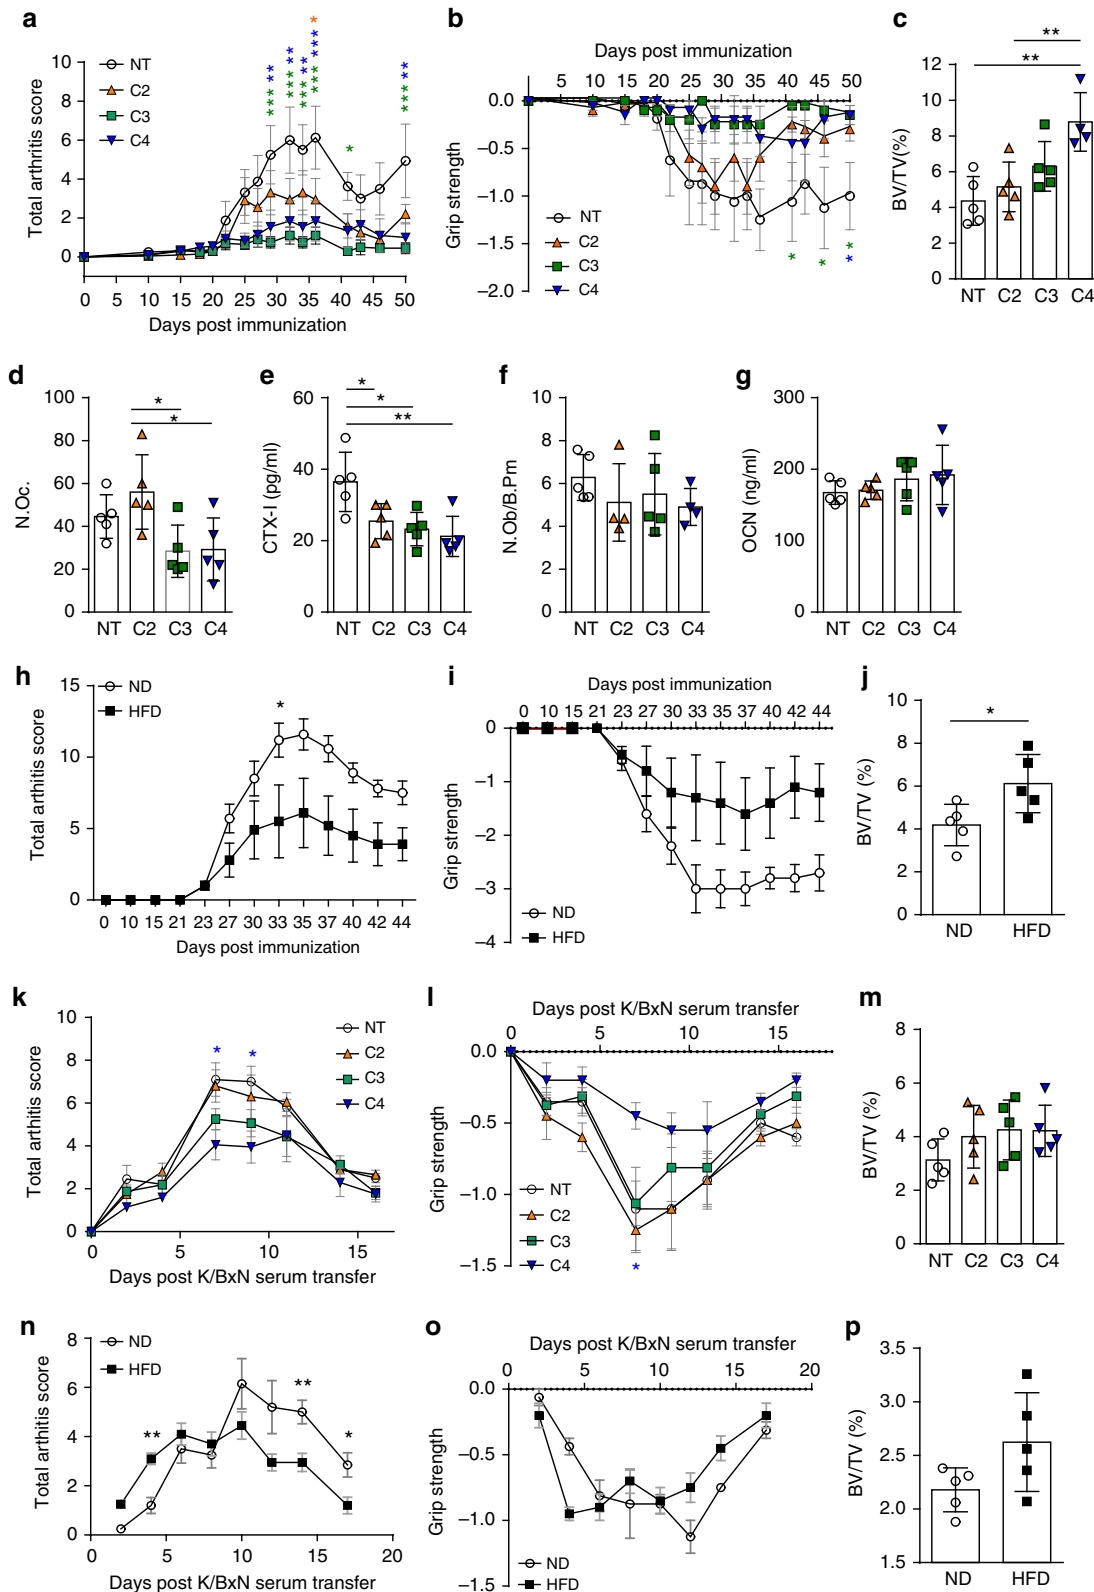 a
Total arthritis score
10
8
6
4
2
0
NT
C2
C3
C4
*
***
****
***
****
**
***
***
****
*
**
****
0 5 10 15 20 25 30 35 40 45 50
Days post immunization
b
Days post immunization
5 10 15 20 25 30 35 40 45 50
Grip strength
0.0
−0.5
−1.0
−1.5
−2.0
NT
C2
C3
C4
* * *
*
c
BV/TV(%)
12
10
8
6
4
2
0
**
**
NT C2 C3 C4
d
N.Oc.
100
80
60
40
20
0
*
*
NT C2 C3 C4
e
CTX-I (pg/ml)
60
40
20
0
*
*
**
NT C2 C3 C4
f
N.Ob/B.Pm
10
8
6
4
2
0
NT C2 C3 C4
g
OCN (ng/ml)
300
200
100
0
NT C2 C3 C4
h
Total arthitis score
15
10
5
0
ND
HFD
*
0 10 15 21 23 27 30 33 35 37 40 42 44
Days post immunization
i
Days post immunization
0 10 15 21 23 27 30 33 35 37 40 42 44
Grip strength
0
−1
−2
−3
−4
ND
HFD
j
BV/TV (%)
10
8
6
4
2
0
*
ND HFD
k
Total arthitis score
10
8
6
4
2
0
NT
C2
C3
C4
* *
0 5 10 15
Days post K/BxN serum transfer
l
Days post K/BxN serum transfer
0 5 10 15
Grip strength
0.0
−0.5
−1.0
−1.5
NT
C2
C3
C4
*
m
BV/TV (%)
8
6
4
2
0
NT C2 C3 C4
n
Total arthitis score
8
6
4
2
0
ND
HFD
** ** *
0 5 10 15 20
Days post K/BxN serum transfer
o
Days post K/BxN serum transfer
0 5 10 15 20
Grip strength
0.0
−0.5
−1.0
−1.5
ND
HFD
p
BV/TV (%)
3.5
3.0
2.5
2.0
1.5
ND HFD